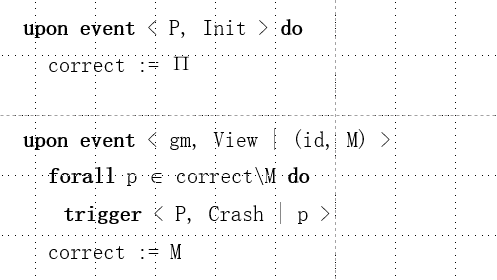 upon event < P, Init > do
correct := Π
upon event < gm, View | (id, M) >
forall p ∈ correct\M do
trigger < P, Crash | p >
correct := M